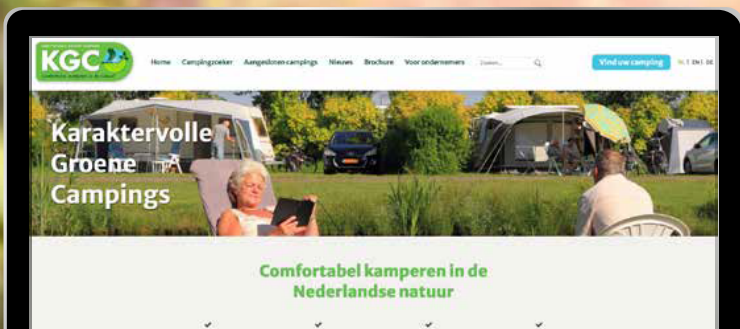 KGC
Home Campingzoeker Aangesloten campings Nieuws Brochure Voor ondernemers Zoeken... Vind uw camping NL | EN | DE
Karaktervolle
Groene
Campings
Comfortabel kamperen in de
Nederlandse natuur